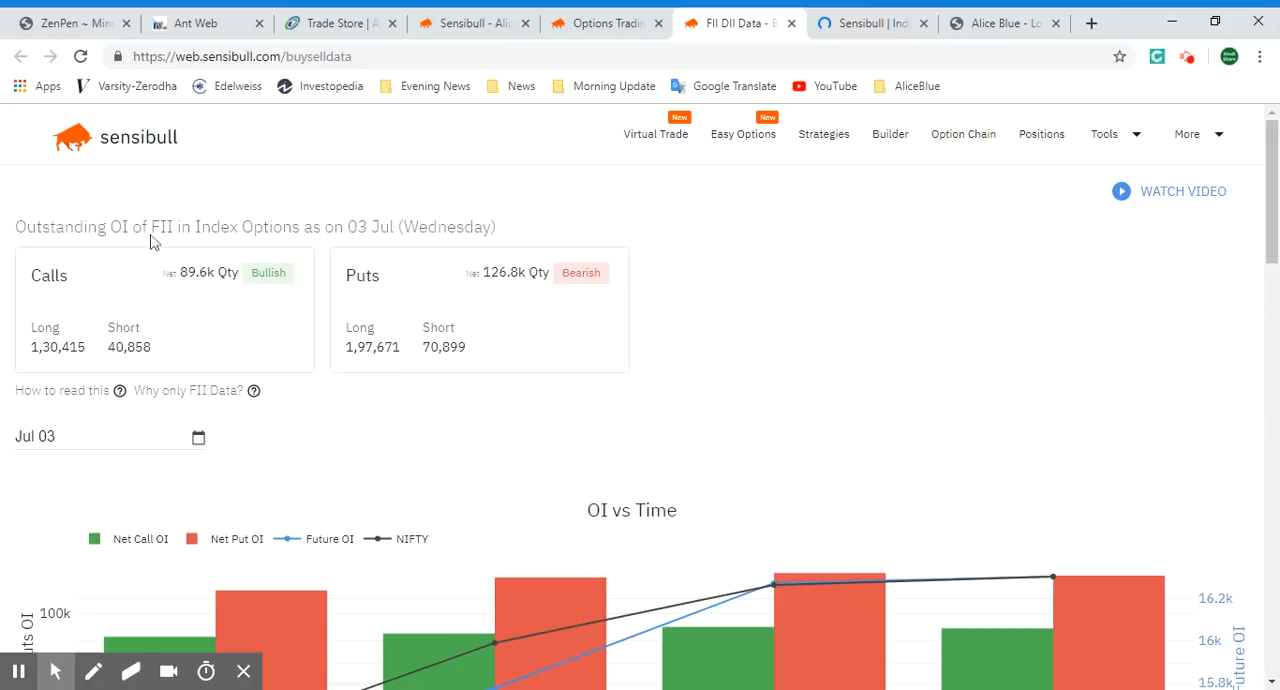 ZenPen ~ Min
Ant Web
Trade Store | A
Sensibull - Alic
Options Tradin
FII DII Data - B
Sensibull | Ind
Alice Blue - Lo
https://web.sensibull.com/buyselldata
Apps
Varsity-Zerodha
Edelweiss
Investopedia
Evening News
News
Morning Update
Google Translate
YouTube
AliceBlue
sensibull
New
New
Virtual Trade
Easy Options
Strategies
Builder
Option Chain
Positions
Tools
More
WATCH VIDEO
Outstanding OI of FII in Index Options as on 03 Jul (Wednesday)
Calls
Net 89.6k Qty
Bullish
Long
Short
1,30,415
40,858
Puts
Net 126.8k Qty
Bearish
Long
Short
1,97,671
70,899
How to read this
Why only FII Data?
Jul 03
OI vs Time
Net Call OI
Net Put OI
Future OI
NIFTY
100k
uts OI
16.2k
16k
15.8k
Future OI